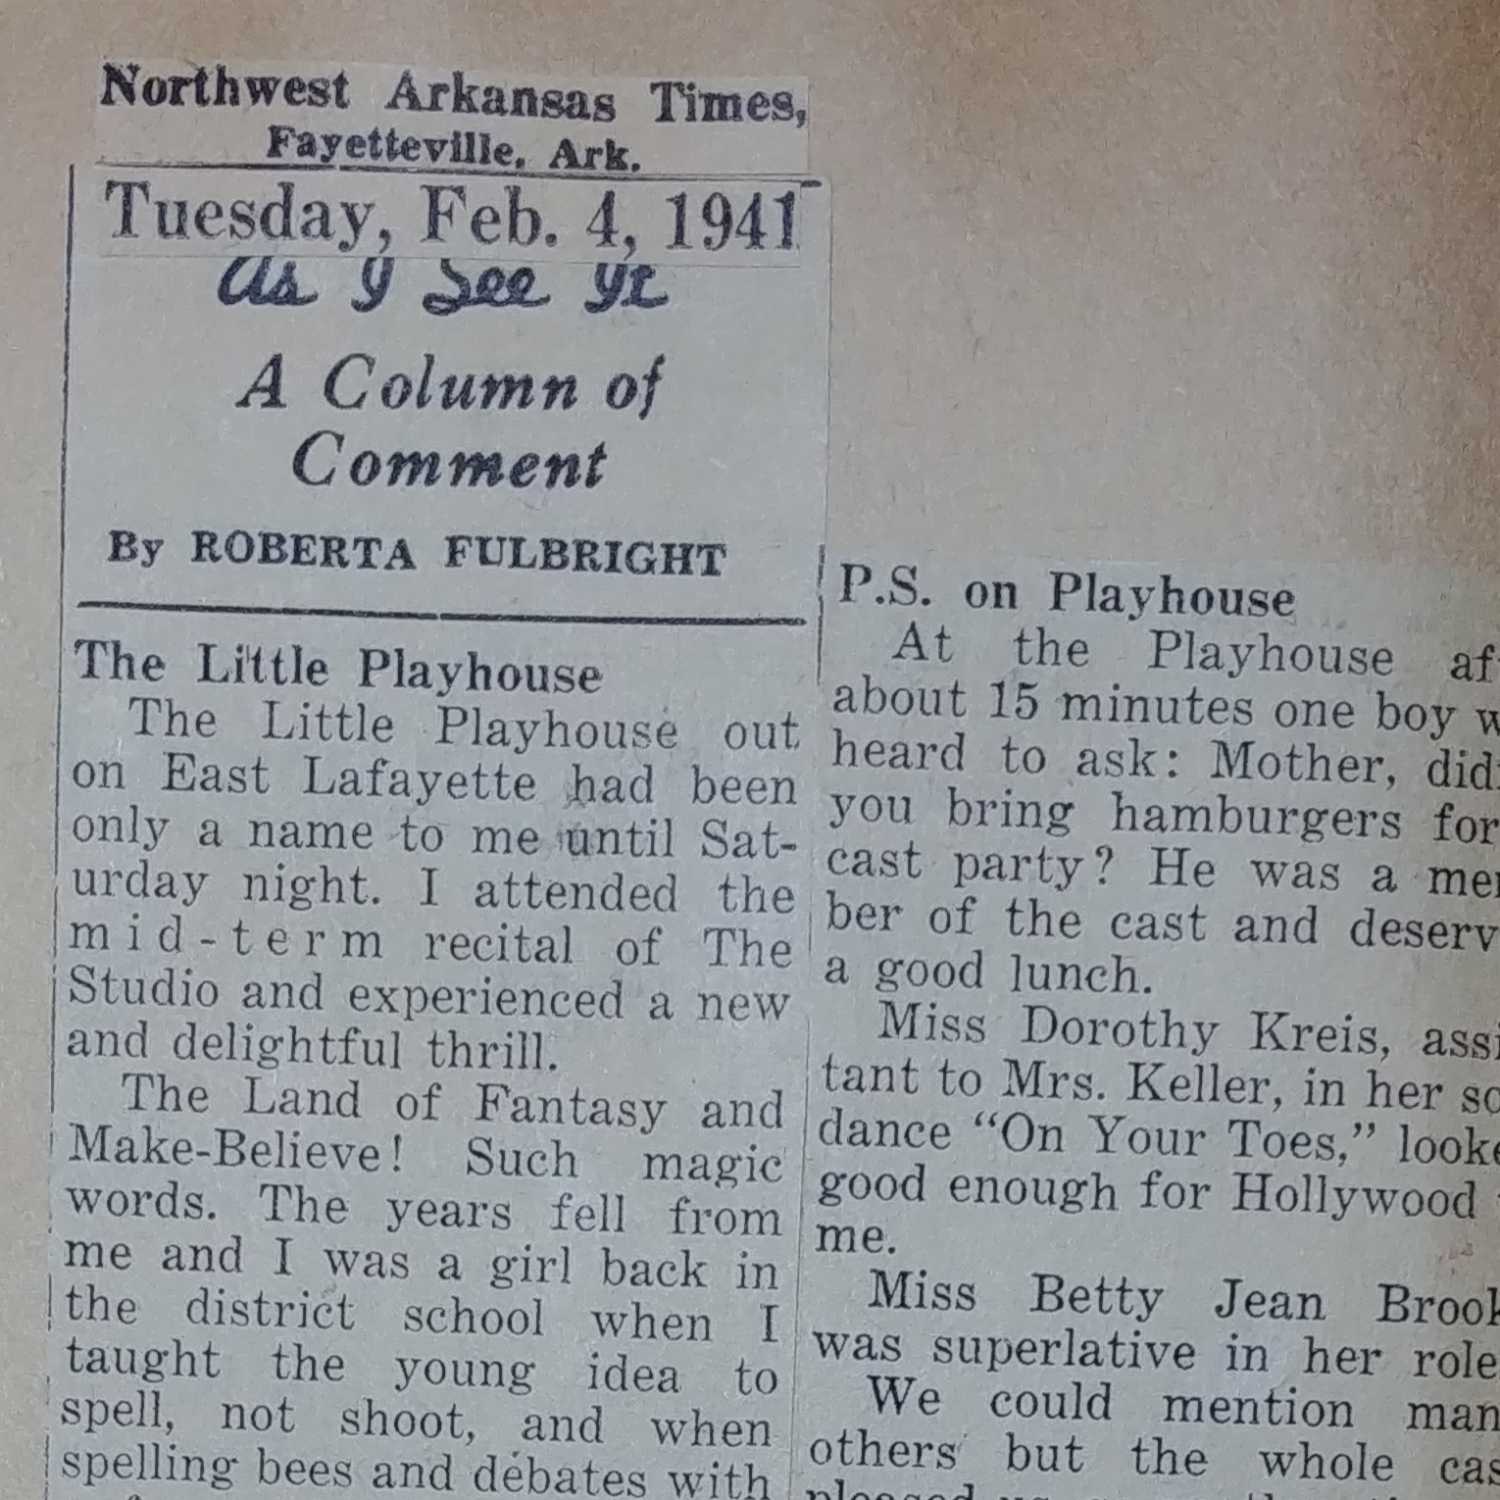 Northwest Arkansas Times,
Fayetteville, Ark.
Tuesday, Feb. 4, 1941
As I See It
A Column of
Comment
By ROBERTA FULBRIGHT
The Little Playhouse
The Little Playhouse out
on East Lafayette had been
only a name to me until Sat-
urday night. I attended the
mid-term recital of The
Studio and experienced a new
and delightful thrill.
The Land of Fantasy and
Make-Believe! Such magic
words. The years fell from
me and I was a girl back in
the district school when I
taught the young idea to
spell, not shoot, and when
spelling bees and debates with
P.S. on Playhouse
At the Playhouse
about 15 minutes one boy
heard to ask: Mother,
you bring hamburgers for
cast party? He was a
ber of the cast and
a good lunch.
Miss Dorothy Kreis,
tant to Mrs. Keller, in her
dance "On Your Toes,"
good enough for Hollywood
me.
Miss Betty Jean
was superlative in her role
We could mention
others but the whole